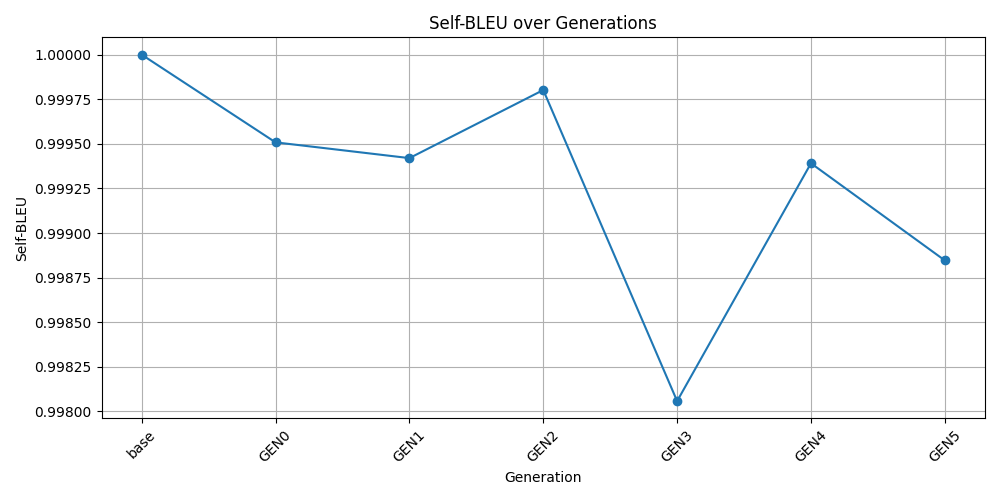 Self-BLEU over Generations
1.00000
0.99975
0.99950
0.99925
0.99900
0.99875
0.99850
0.99825
0.99800
Self-BLEU
base
GEN0
GEN1
GEN2
GEN3
GEN4
GEN5
Generation